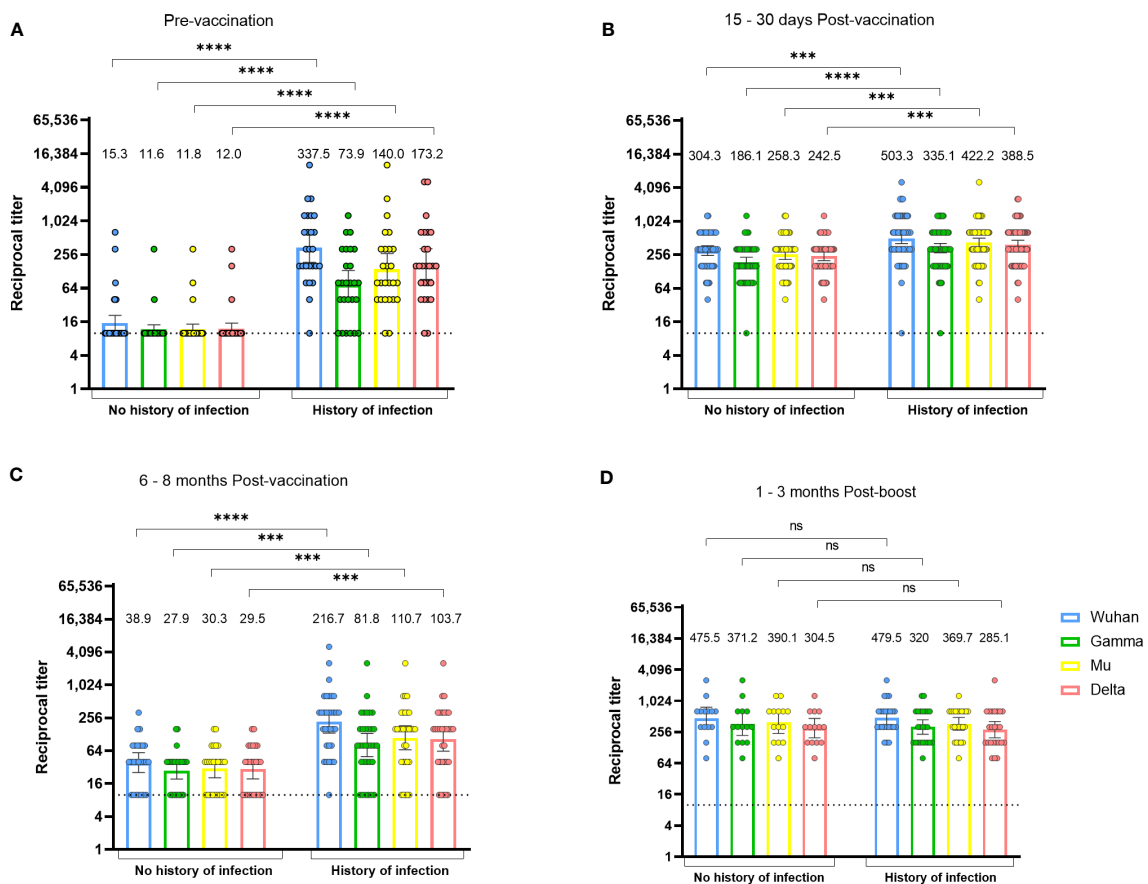 A
Pre-vaccination
****
****
****
****
65,536
16,384
4,096
1,024
256
64
16
4
1
Reciprocal titer
15.3 11.6 11.8 12.0 337.5 73.9 140.0 173.2
No history of infection History of infection
B
15 - 30 days Post-vaccination
***
****
***
***
65,536
16,384
4,096
1,024
256
64
16
4
1
Reciprocal titer
304.3 186.1 258.3 242.5 503.3 335.1 422.2 388.5
No history of infection History of infection
C
6 - 8 months Post-vaccination
****
***
***
***
65,536
16,384
4,096
1,024
256
64
16
4
1
Reciprocal titer
38.9 27.9 30.3 29.5 216.7 81.8 110.7 103.7
No history of infection History of infection
D
1 - 3 months Post-boost
ns
ns
ns
ns
65,536
16,384
4,096
1,024
256
64
16
4
1
Reciprocal titer
475.5 371.2 390.1 304.5 479.5 320 369.7 285.1
No history of infection History of infection
Wuhan
Gamma
Mu
Delta